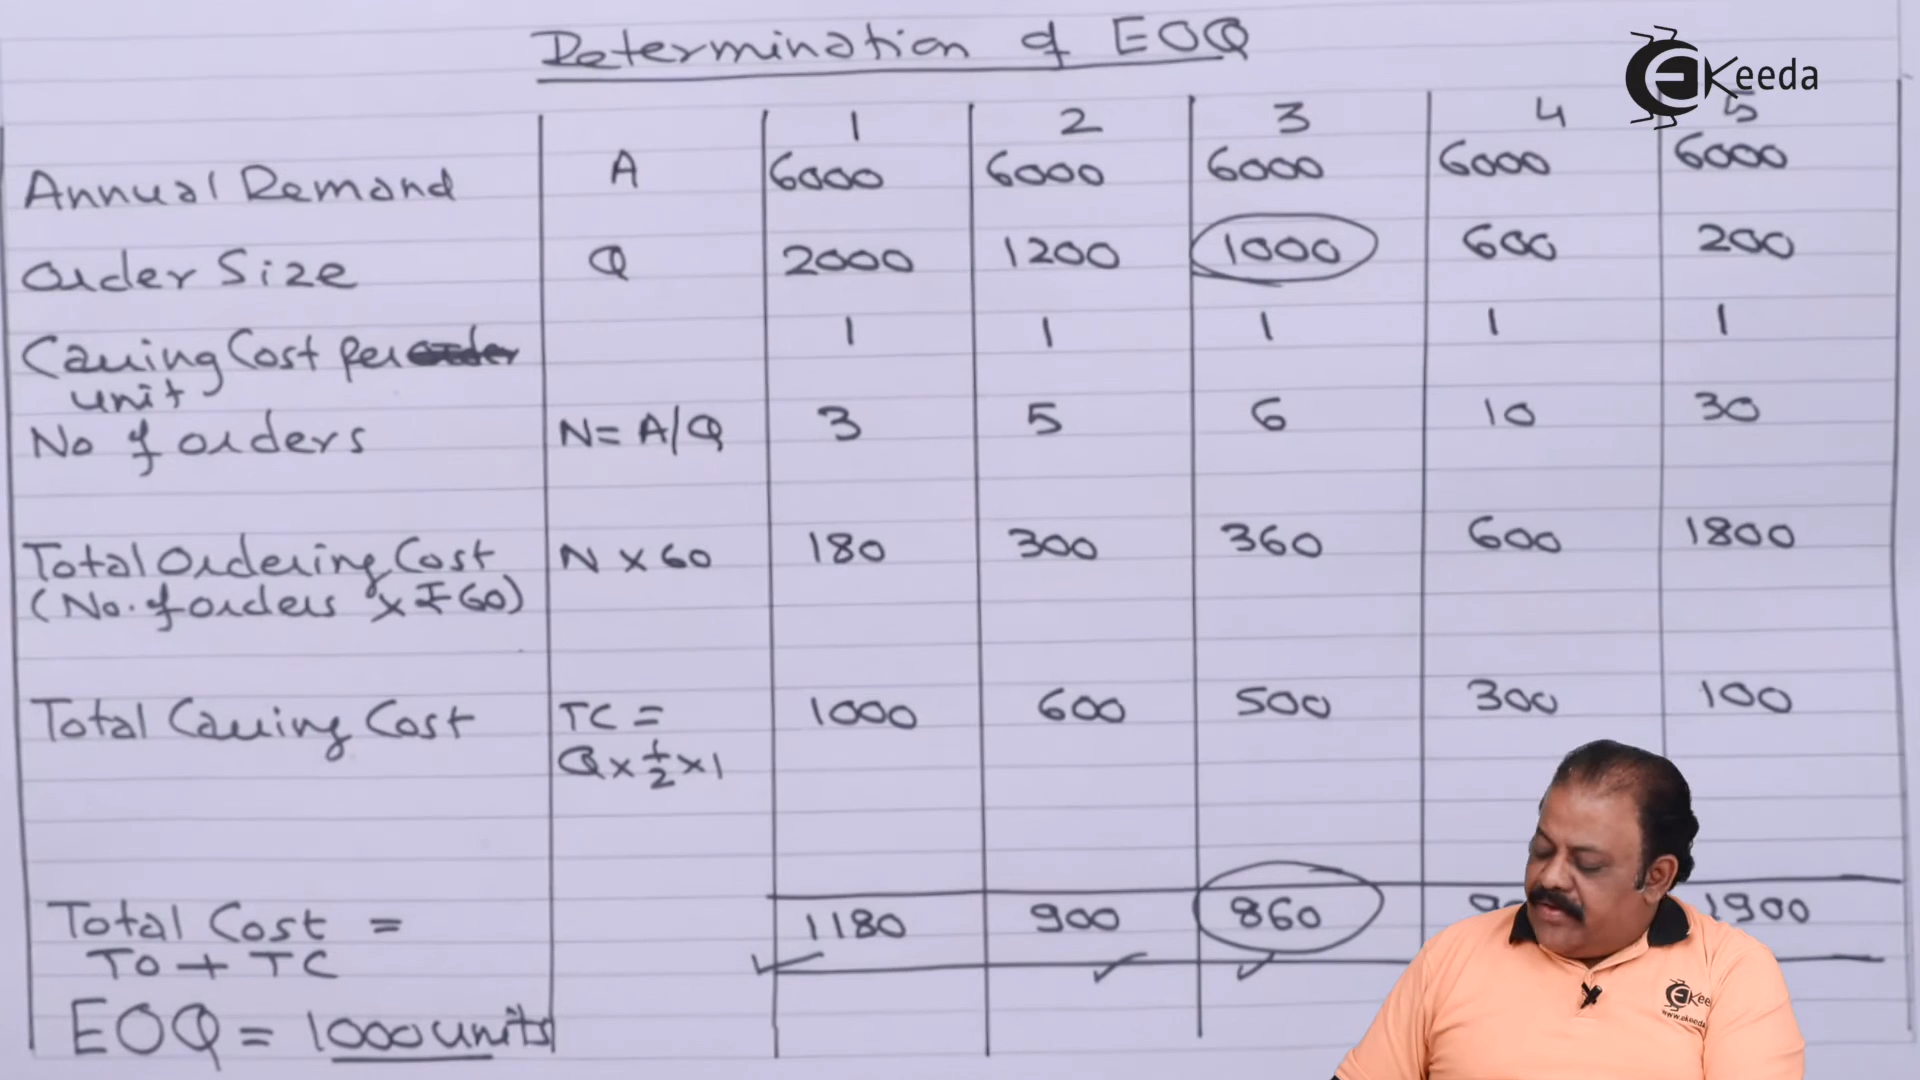 Determination of EOQ
EKeeda
1 2 3 4 5
Annual Demand A 6000 6000 6000 6000 6000
Order Size Q 2000 1200 1000 600 200
Carring Cost per 1 1 1 1 1
unit
No of orders N = A/Q 3 5 6 10 30
Total Ordering Cost N × 60 180 300 360 600 1800
(No. of orders × ₹ 60)
Total Carring Cost TC = 1000 600 500 300 100
Q × 1/2 × 1
Total Cost = 1180 900 860 1900
TO + TC
EOQ = 1000 units